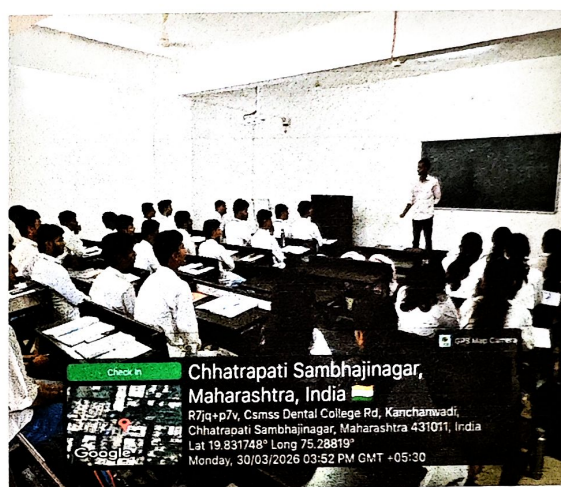 GPS Map Camera
Check In
Chhatrapati Sambhajinagar,
Maharashtra, India 🇮🇳
R7jq+p7v, Csmss Dental College Rd, Kanchanwadi,
Chhatrapati Sambhajinagar, Maharashtra 431011, India
Lat 19.831748° Long 75.28819°
Monday, 30/03/2026 03:52 PM GMT +05:30
Google